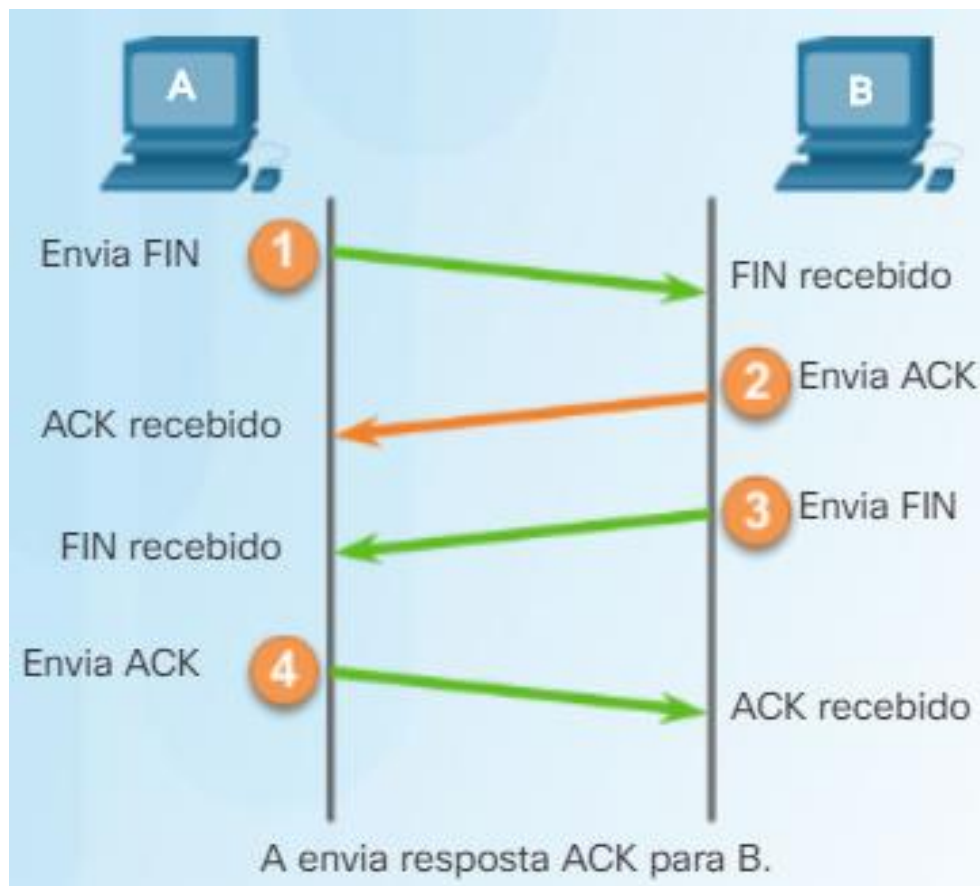 A
B
Envia FIN
1
FIN recebido
2
Envia ACK
ACK recebido
3
Envia FIN
FIN recebido
Envia ACK
4
ACK recebido
A envia resposta ACK para B.